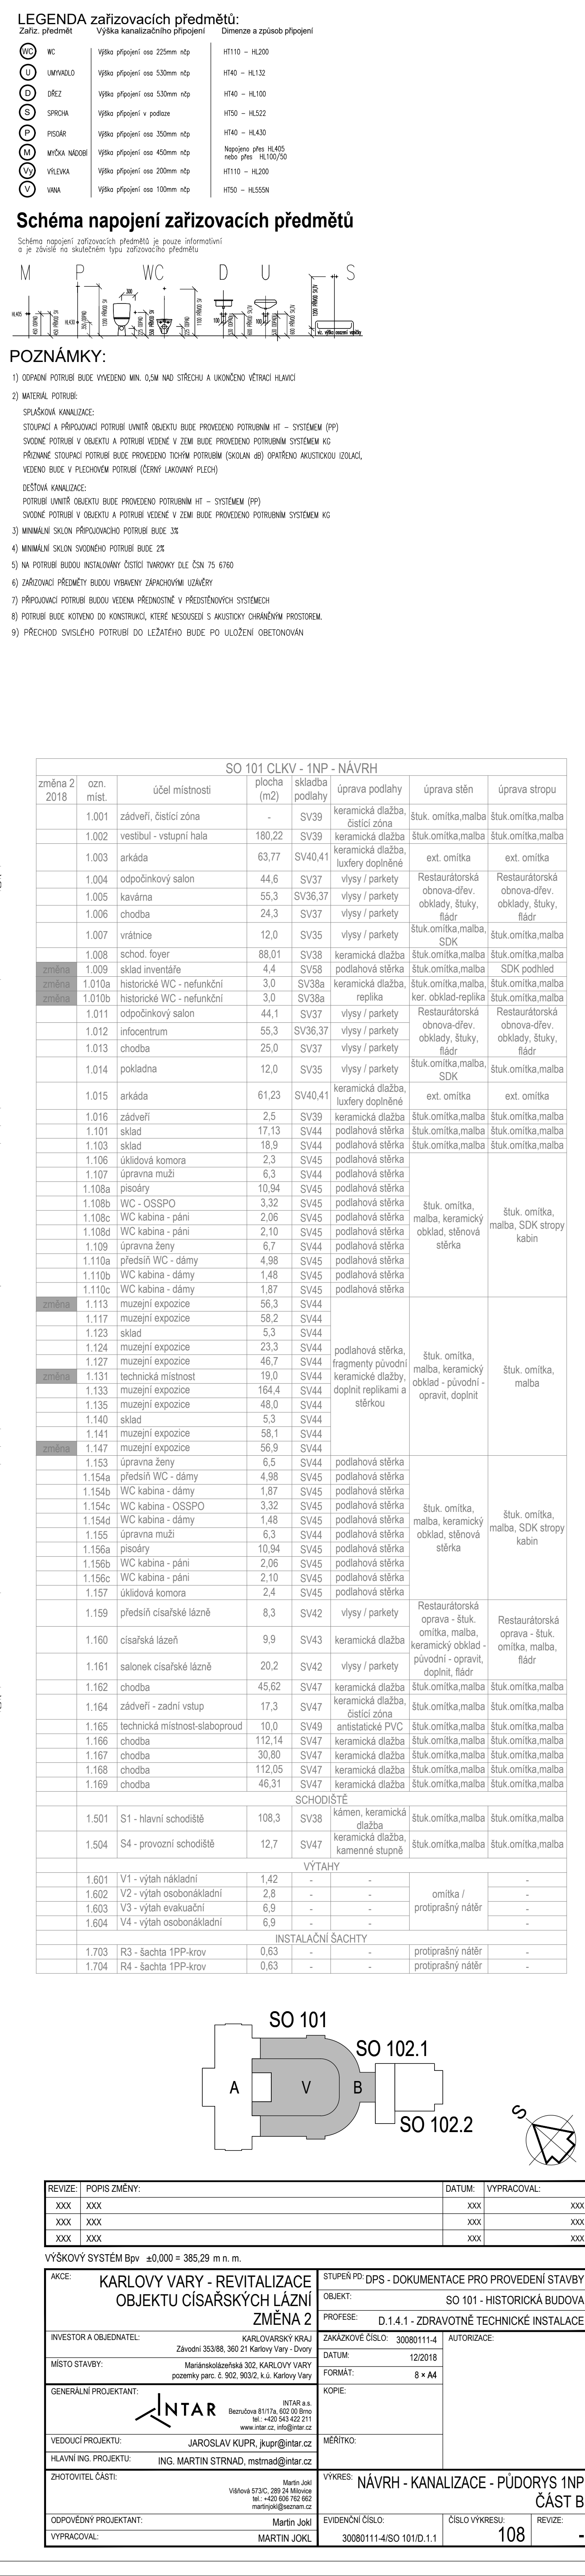 LEGENDA zařizovacích předmětů:
Zařiz. předmět Výška kanalizačního připojení Dimenze a způsob připojení
WC WC Výška připojení osa 225mm nčp HT110 – HL200
U UMYVADLO Výška připojení osa 530mm nčp HT40 – HL132
D DŘEZ Výška připojení osa 530mm nčp HT40 – HL100
S SPRCHA Výška připojení v podlaze HT50 – HL522
P PISOÁR Výška připojení osa 350mm nčp HT40 – HL430
M MYČKA NÁDOBÍ Výška připojení osa 450mm nčp Napojeno přes HL405
nebo přes HL100/50
Vy VÝLEVKA Výška připojení osa 200mm nčp HT110 – HL200
V VANA Výška připojení osa 100mm nčp HT50 – HL555N
Schéma napojení zařizovacích předmětů
Schéma napojení zařizovacích předmětů je pouze informativní
a je závislé na skutečném typu zařizovacího předmětu
M P WC D U S
POZNÁMKY:
1) ODPADNÍ POTRUBÍ BUDE VYVEDENO MIN. 0,5M NAD STŘECHU A UKONČENO VĚTRACÍ HLAVICÍ
2) MATERIÁL POTRUBÍ:
SPLAŠKOVÁ KANALIZACE:
STOUPACÍ A PŘIPOJOVACÍ POTRUBÍ UVNITŘ OBJEKTU BUDE PROVEDENO POTRUBNÍM HT – SYSTÉMEM (PP)
SVODNÉ POTRUBÍ V OBJEKTU A POTRUBÍ VEDENÉ V ZEMI BUDE PROVEDENO POTRUBNÍM SYSTÉMEM KG
PŘIZNANÉ STOUPACÍ POTRUBÍ BUDE PROVEDENO TICHÝM POTRUBÍM (SKOLAN dB) OPATŘENO AKUSTICKOU IZOLACÍ,
VEDENO BUDE V PLECHOVÉM POTRUBÍ (ČERNÝ LAKOVANÝ PLECH)
DEŠŤOVÁ KANALIZACE:
POTRUBÍ UVNITŘ OBJEKTU BUDE PROVEDENO POTRUBNÍM HT – SYSTÉMEM (PP)
SVODNÉ POTRUBÍ V OBJEKTU A POTRUBÍ VEDENÉ V ZEMI BUDE PROVEDENO POTRUBNÍM SYSTÉMEM KG
3) MINIMÁLNÍ SKLON PŘIPOJOVACÍHO POTRUBÍ BUDE 3%
4) MINIMÁLNÍ SKLON SVODNÉHO POTRUBÍ BUDE 2%
5) NA POTRUBÍ BUDOU INSTALOVÁNY ČISTÍCÍ TVAROVKY DLE ČSN 75 6760
6) ZAŘIZOVACÍ PŘEDMĚTY BUDOU VYBAVENY ZÁPACHOVÝMI UZÁVĚRY
7) PŘIPOJOVACÍ POTRUBÍ BUDOU VEDENA PŘEDNOSTNĚ V PŘEDSTĚNOVÝCH SYSTÉMECH
8) POTRUBÍ BUDE KOTVENO DO KONSTRUKCÍ, KTERÉ NESOUSEDÍ S AKUSTICKY CHRÁNĚNÝM PROSTOREM.
9) PŘECHOD SVISLÉHO POTRUBÍ DO LEŽATÉHO BUDE PO ULOŽENÍ OBETONOVÁN
SO 101 CLKV - 1NP - NÁVRH
změna 2 2018 ozn. míst. účel místnosti plocha (m2) skladba podlahy úprava podlahy úprava stěn úprava stropu
1.001 zádveří, čistící zóna - SV39 keramická dlažba, čistící zóna štuk. omítka,malba štuk.omítka,malba
1.002 vestibul - vstupní hala 180,22 SV39 keramická dlažba štuk.omítka,malba štuk.omítka,malba
1.003 arkáda 63,77 SV40,41 keramická dlažba, luxfery doplněné ext. omítka ext. omítka
1.004 odpočinkový salon 44,6 SV37 vlysy / parkety Restaurátorská obnova-dřev. obklady, štuky, fládr Restaurátorská obnova-dřev. obklady, štuky, fládr
1.005 kavárna 55,3 SV36,37 vlysy / parkety
1.006 chodba 24,3 SV37 vlysy / parkety
1.007 vrátnice 12,0 SV35 vlysy / parkety štuk.omítka,malba, SDK štuk.omítka,malba
1.008 schod. foyer 88,01 SV38 keramická dlažba štuk.omítka,malba štuk.omítka,malba
změna 1.009 sklad inventáře 4,4 SV58 podlahová stěrka štuk.omítka,malba SDK podhled
změna 1.010a historické WC - nefunkční 3,0 SV38a keramická dlažba, štuk.omítka,malba, štuk.omítka,malba
změna 1.010b historické WC - nefunkční 3,0 SV38a replika ker. obklad-replika štuk.omítka,malba
1.011 odpočinkový salon 44,1 SV37 vlysy / parkety Restaurátorská obnova-dřev. obklady, štuky, fládr Restaurátorská obnova-dřev. obklady, štuky, fládr
1.012 infocentrum 55,3 SV36,37 vlysy / parkety
1.013 chodba 25,0 SV37 vlysy / parkety
1.014 pokladna 12,0 SV35 vlysy / parkety štuk.omítka,malba, SDK štuk.omítka,malba
1.015 arkáda 61,23 SV40,41 keramická dlažba, luxfery doplněné ext. omítka ext. omítka
1.016 zádveří 2,5 SV39 keramická dlažba štuk.omítka,malba štuk.omítka,malba
1.101 sklad 17,13 SV44 podlahová stěrka štuk.omítka,malba štuk.omítka,malba
1.103 sklad 18,9 SV44 podlahová stěrka štuk.omítka,malba štuk.omítka,malba
1.106 úklidová komora 2,3 SV45 podlahová stěrka štuk. omítka, malba, keramický obklad, stěnová stěrka štuk. omítka, malba, SDK stropy kabin
1.107 úpravna muži 6,3 SV44 podlahová stěrka
1.108a pisoáry 10,94 SV45 podlahová stěrka
1.108b WC - OSSPO 3,32 SV45 podlahová stěrka
1.108c WC kabina - páni 2,06 SV45 podlahová stěrka
1.108d WC kabina - páni 2,10 SV45 podlahová stěrka
1.109 úpravna ženy 6,7 SV44 podlahová stěrka
1.110a předsíň WC - dámy 4,98 SV45 podlahová stěrka
1.110b WC kabina - dámy 1,48 SV45 podlahová stěrka
1.110c WC kabina - dámy 1,87 SV45 podlahová stěrka
změna 1.113 muzejní expozice 56,3 SV44 podlahová stěrka, fragmenty původní keramické dlažby, doplnit replikami a stěrkou štuk. omítka, malba, keramický obklad - původní - opravit, doplnit štuk. omítka, malba
1.117 muzejní expozice 58,2 SV44
1.123 sklad 5,3 SV44
1.124 muzejní expozice 23,3 SV44
1.127 muzejní expozice 46,7 SV44
změna 1.131 technická místnost 19,0 SV44
1.133 muzejní expozice 164,4 SV44
1.135 muzejní expozice 48,0 SV44
1.140 sklad 5,3 SV44
1.141 muzejní expozice 58,1 SV44
změna 1.147 muzejní expozice 56,9 SV44
1.153 úpravna ženy 6,5 SV44 podlahová stěrka štuk. omítka, malba, keramický obklad, stěnová stěrka štuk. omítka, malba, SDK stropy kabin
1.154a předsíň WC - dámy 4,98 SV45 podlahová stěrka
1.154b WC kabina - dámy 1,87 SV45 podlahová stěrka
1.154c WC kabina - OSSPO 3,32 SV45 podlahová stěrka
1.154d WC kabina - dámy 1,48 SV45 podlahová stěrka
1.155 úpravna muži 6,3 SV44 podlahová stěrka
1.156a pisoáry 10,94 SV45 podlahová stěrka
1.156b WC kabina - páni 2,06 SV45 podlahová stěrka
1.156c WC kabina - páni 2,10 SV45 podlahová stěrka
1.157 úklidová komora 2,4 SV45 podlahová stěrka
1.159 předsíň císařské lázně 8,3 SV42 vlysy / parkety Restaurátorská oprava - štuk. omítka, malba, keramický obklad - původní - opravit, doplnit, fládr Restaurátorská oprava - štuk. omítka, malba, fládr
1.160 císařská lázeň 9,9 SV43 keramická dlažba
1.161 salonek císařské lázně 20,2 SV42 vlysy / parkety
1.162 chodba 45,62 SV47 keramická dlažba štuk.omítka,malba štuk.omítka,malba
1.164 zádveří - zadní vstup 17,3 SV47 keramická dlažba, čistící zóna štuk.omítka,malba štuk.omítka,malba
1.165 technická místnost-slaboproud 10,0 SV49 antistatické PVC štuk.omítka,malba štuk.omítka,malba
1.166 chodba 112,14 SV47 keramická dlažba štuk.omítka,malba štuk.omítka,malba
1.167 chodba 30,80 SV47 keramická dlažba štuk.omítka,malba štuk.omítka,malba
1.168 chodba 112,05 SV47 keramická dlažba štuk.omítka,malba štuk.omítka,malba
1.169 chodba 46,31 SV47 keramická dlažba štuk.omítka,malba štuk.omítka,malba
SCHODIŠTĚ
1.501 S1 - hlavní schodiště 108,3 SV38 kámen, keramická dlažba štuk.omítka,malba štuk.omítka,malba
1.504 S4 - provozní schodiště 12,7 SV47 keramická dlažba, kamenné stupně štuk.omítka,malba štuk.omítka,malba
VÝTAHY
1.601 V1 - výtah nákladní 1,42 - - omítka / protiprašný nátěr -
1.602 V2 - výtah osobonákladní 2,8 - - -
1.603 V3 - výtah evakuační 6,9 - - -
1.604 V4 - výtah osobonákladní 6,9 - - -
INSTALAČNÍ ŠACHTY
1.703 R3 - šachta 1PP-krov 0,63 - - protiprašný nátěr -
1.704 R4 - šachta 1PP-krov 0,63 - - protiprašný nátěr -
SO 101
SO 102.1
A V B
SO 102.2
S
REVIZE: POPIS ZMĚNY: DATUM: VYPRACOVAL:
XXX XXX XXX XXX
XXX XXX XXX XXX
XXX XXX XXX XXX
VÝŠKOVÝ SYSTÉM Bpv ±0,000 = 385,29 m n. m.
AKCE: KARLOVY VARY - REVITALIZACE
OBJEKTU CÍSAŘSKÝCH LÁZNÍ
ZMĚNA 2
STUPEŇ PD: DPS - DOKUMENTACE PRO PROVEDENÍ STAVBY
OBJEKT: SO 101 - HISTORICKÁ BUDOVA
PROFESE: D.1.4.1 - ZDRAVOTNĚ TECHNICKÉ INSTALACE
INVESTOR A OBJEDNATEL: KARLOVARSKÝ KRAJ
Závodní 353/88, 360 21 Karlovy Vary - Dvory
ZAKÁZKOVÉ ČÍSLO: 30080111-4 AUTORIZACE:
DATUM: 12/2018
MÍSTO STAVBY: Mariánskolázeňská 302, KARLOVY VARY
pozemky parc. č. 902, 903/2, k.ú. Karlovy Vary
FORMÁT: 8 × A4
GENERÁLNÍ PROJEKTANT: KOPIE:
INTAR
INTAR a.s.
Bezručova 81/17a, 602 00 Brno
tel.: +420 543 422 211
www.intar.cz, info@intar.cz
VEDOUCÍ PROJEKTU: JAROSLAV KUPR, jkupr@intar.cz
MĚŘÍTKO:
HLAVNÍ ING. PROJEKTU: ING. MARTIN STRNAD, mstrnad@intar.cz
ZHOTOVITEL ČÁSTI: Martin Jokl
Višňová 573/C, 289 24 Milovice
tel.: +420 606 762 662
martinjokl@seznam.cz
VÝKRES: NÁVRH - KANALIZACE - PŮDORYS 1NP
ČÁST B
ODPOVĚDNÝ PROJEKTANT: Martin Jokl
VYPRACOVAL: MARTIN JOKL
EVIDENČNÍ ČÍSLO: 30080111-4/SO 101/D.1.1
ČÍSLO VÝKRESU: 108
REVIZE: -